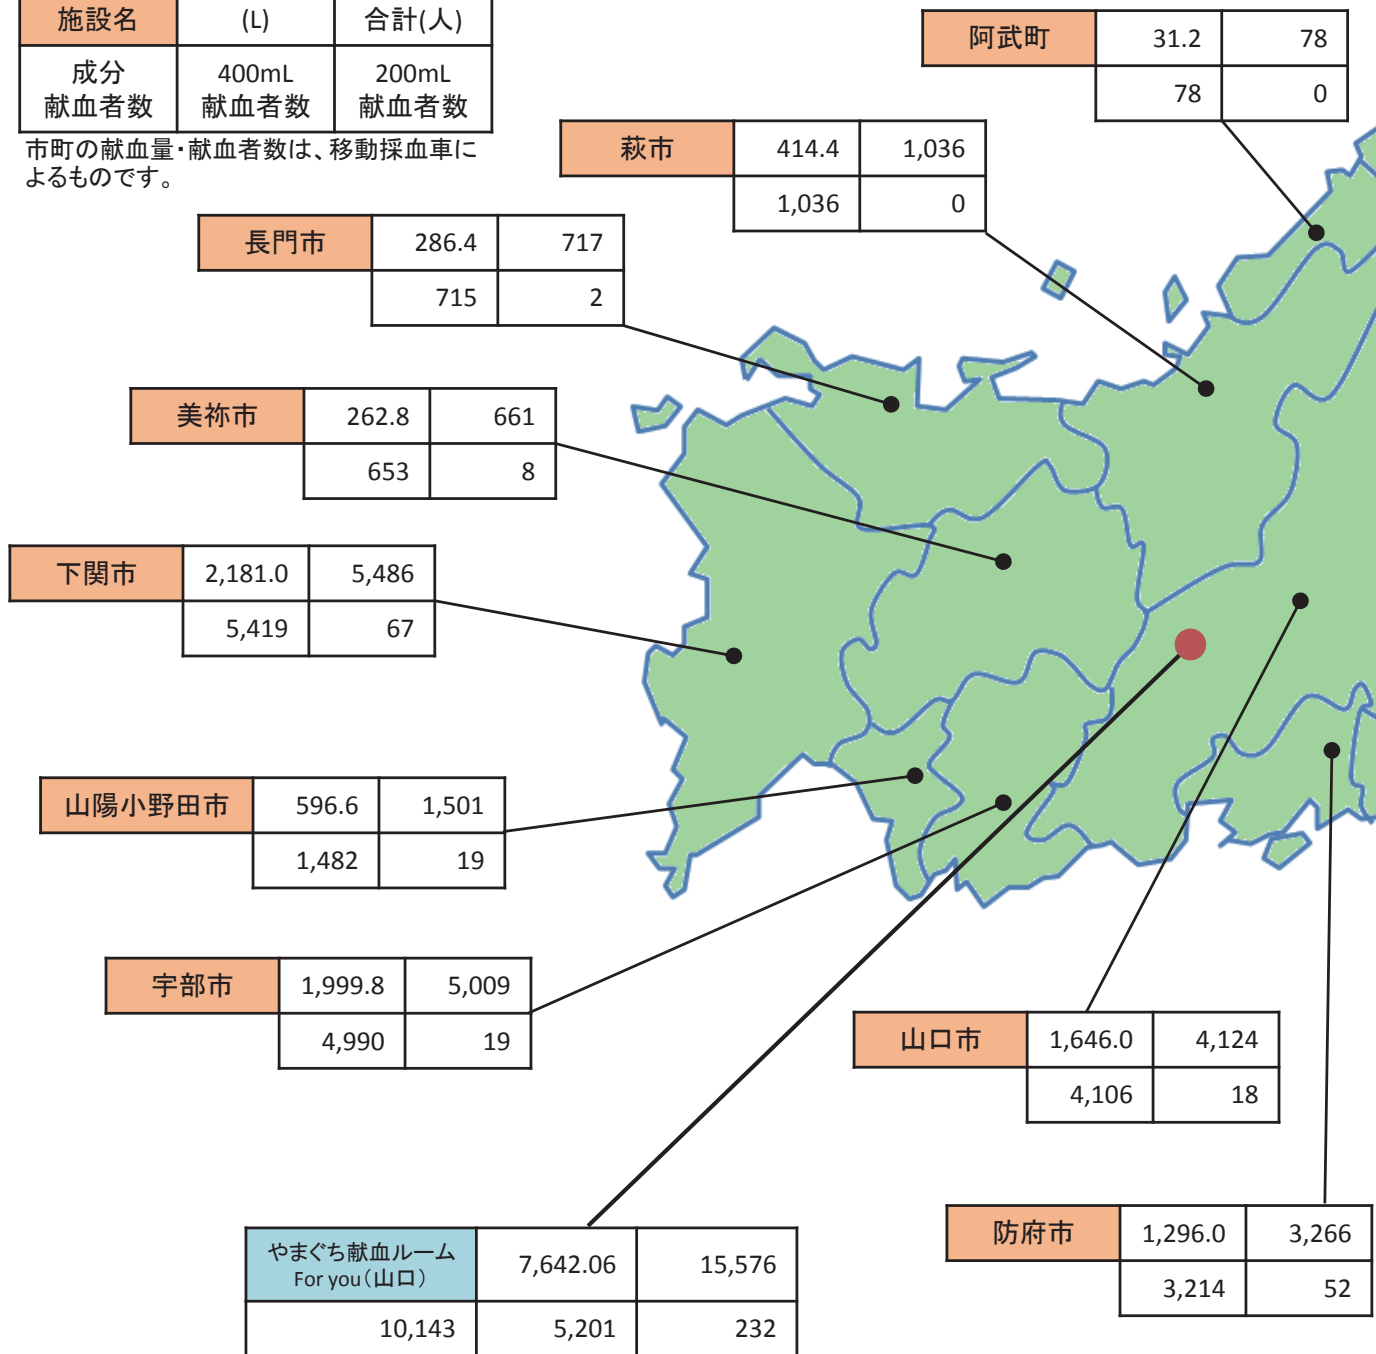 施設名 (L) 合計(人)
成分 400mL 200mL
献血者数 献血者数 献血者数
市町の献血量・献血者数は、移動採血車に
よるものです。
阿武町 31.2 78
78 0
萩市 414.4 1,036
1,036 0
長門市 286.4 717
715 2
美祢市 262.8 661
653 8
下関市 2,181.0 5,486
5,419 67
山陽小野田市 596.6 1,501
1,482 19
宇部市 1,999.8 5,009
4,990 19
山口市 1,646.0 4,124
4,106 18
防府市 1,296.0 3,266
3,214 52
やまぐち献血ルーム
For you(山口) 7,642.06 15,576
10,143 5,201 232